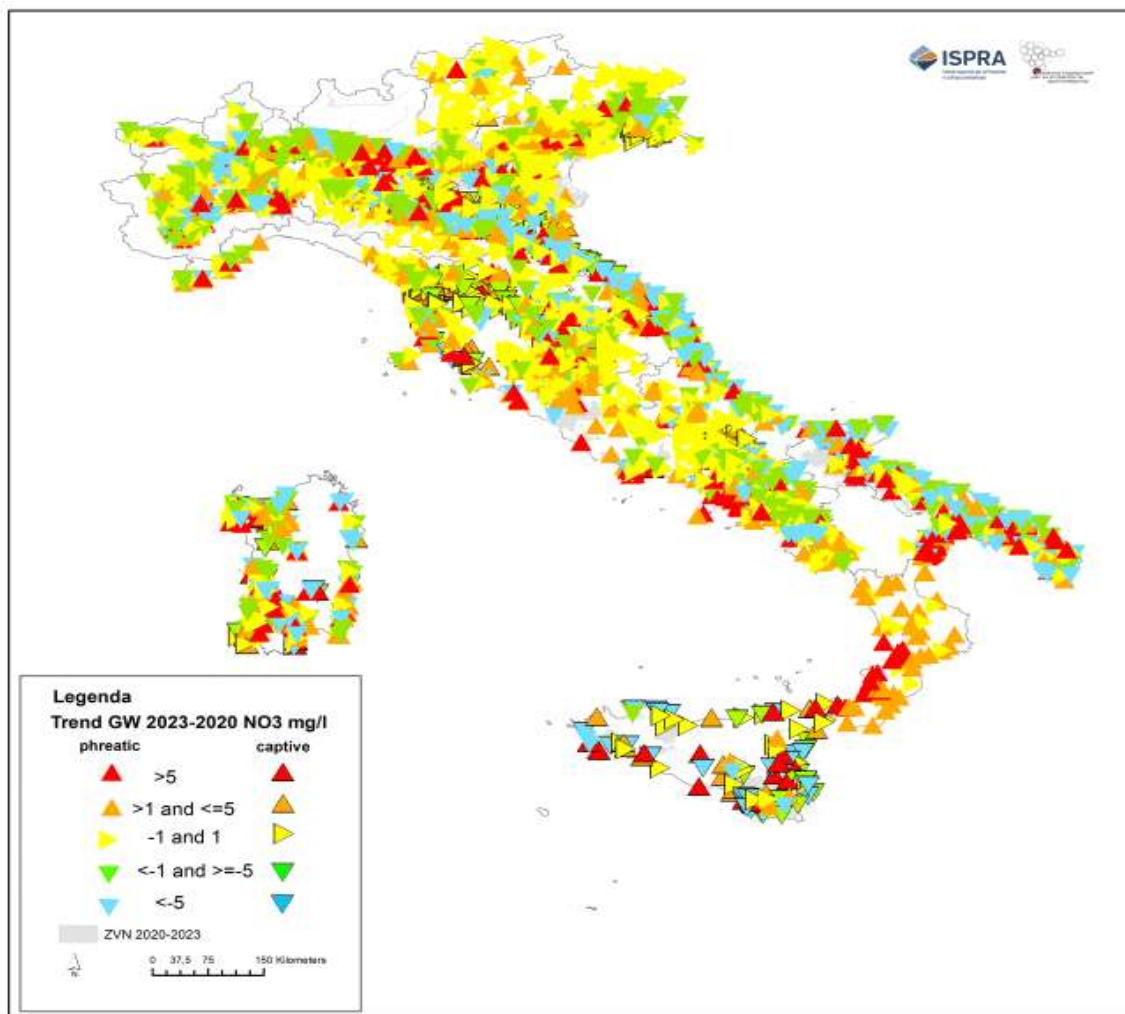 ISPRA
Legenda
Trend GW 2023-2020 NO3 mg/l
phreatic captive
>5
>1 and <=5
-1 and 1
<-1 and >=-5
<-5
ZVN 2020-2023
0 37,5 75 150 Kilometers
N